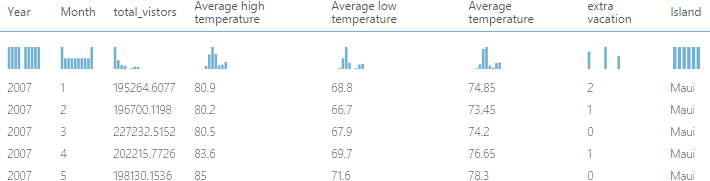 Year Month total_vistors Average high temperature Average low temperature Average temperature extra vacation Island
2007 1 195264.6077 80.9 68.8 74.85 2 Maui
2007 2 196700.1198 80.2 66.7 73.45 1 Maui
2007 3 227232.5152 80.5 67.9 74.2 0 Maui
2007 4 202215.7726 83.6 69.7 76.65 1 Maui
2007 5 198130.1536 85 71.6 78.3 0 Maui